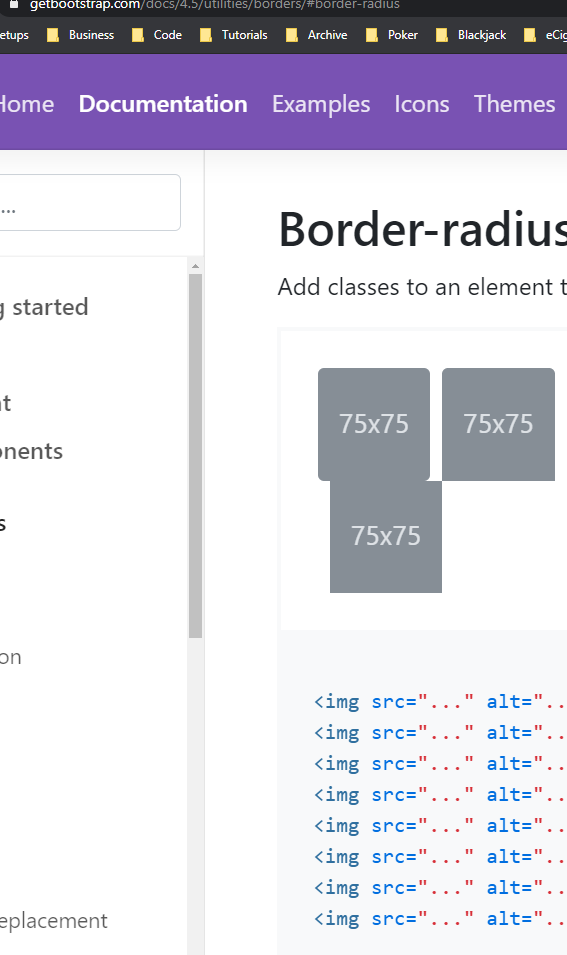 getbootstrap.com/docs/4.5/utilities/borders/#border-radius
etups Business Code Tutorials Archive Poker Blackjack eCig
Home Documentation Examples Icons Themes
...
Border-radius
Add classes to an element t
g started
75x75 75x75
nt
onents
s
75x75
on
<img src="..." alt="..
<img src="..." alt="..
<img src="..." alt="..
<img src="..." alt="..
<img src="..." alt="..
<img src="..." alt="..
<img src="..." alt="..
<img src="..." alt="..
eplacement